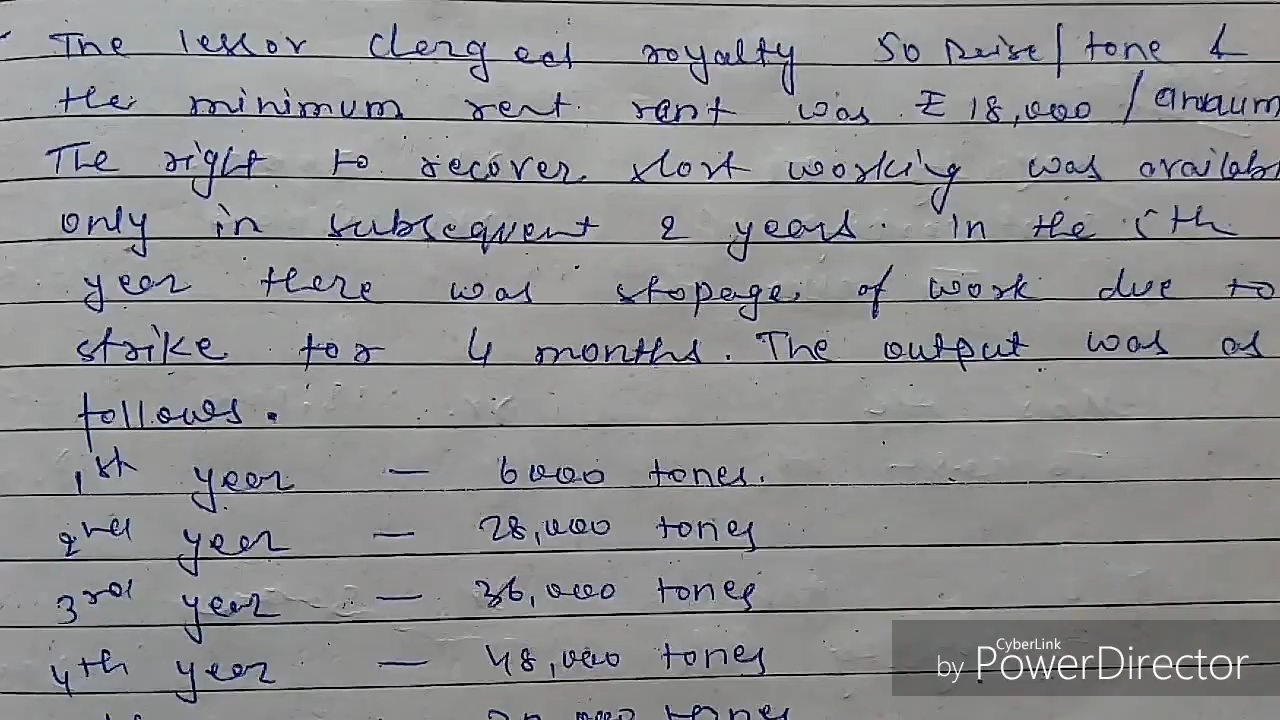 The lessor cherged royalty 50 Paise/tone &
the minimum rent rent was ₹ 18,000 / annum
The right to recover short working was availab
only in subsequent 2 years. In the 5th
year there was stopage of work due to
strike for 4 months. The output was as
follows.
1st year — 6000 tones.
2nd year — 28,000 tones
3rd year — 36,000 tones
4th year — 48,000 tones
CyberLink
by PowerDirector